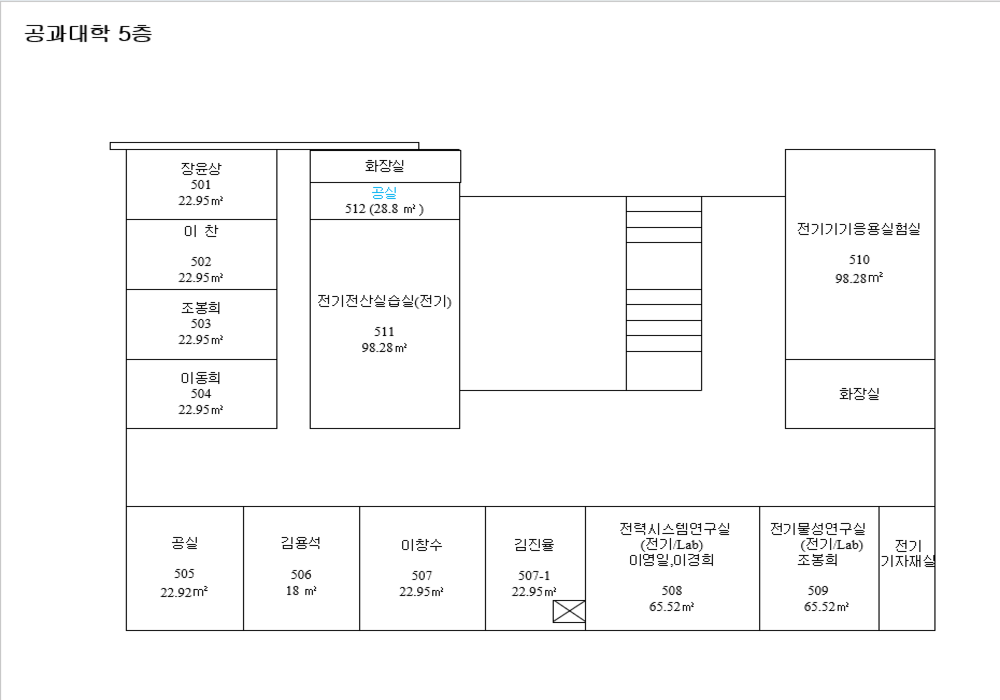 공과대학 5층
장윤상
501
22.95㎡
이 찬
502
22.95㎡
조봉희
503
22.95㎡
이동희
504
22.95㎡
화장실
공실
512 (28.8 ㎡ )
전기전산실습실(전기)
511
98.28㎡
전기기기응용실험실
510
98.28㎡
화장실
공실
505
22.92㎡
김용석
506
18 ㎡
이창수
507
22.95㎡
김진율
507-1
22.95㎡
전력시스템연구실
(전기/Lab)
이영일,이경희
508
65.52㎡
전기물성연구실
(전기/Lab)
조봉희
509
65.52㎡
전기
기자재실